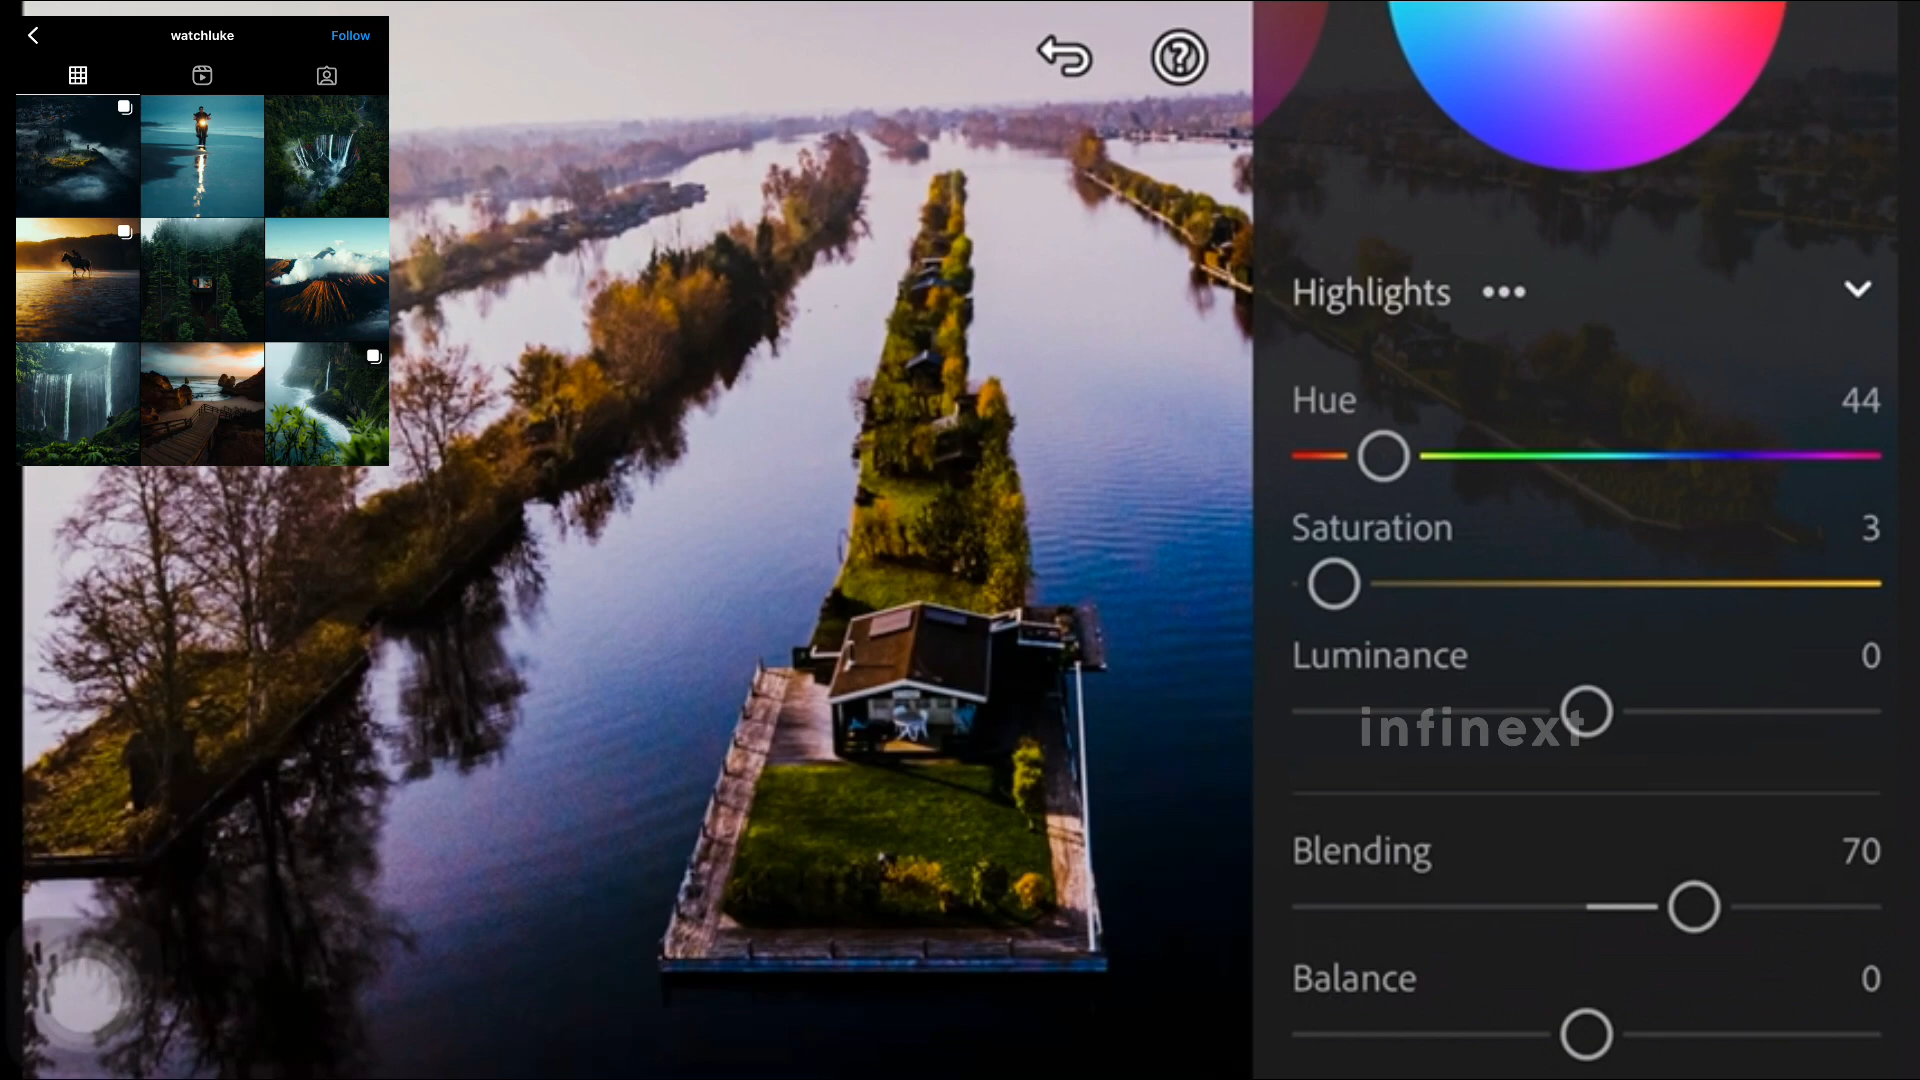 watchluke
Follow
Highlights
Hue
44
Saturation
3
Luminance
0
infinext
Blending
70
Balance
0